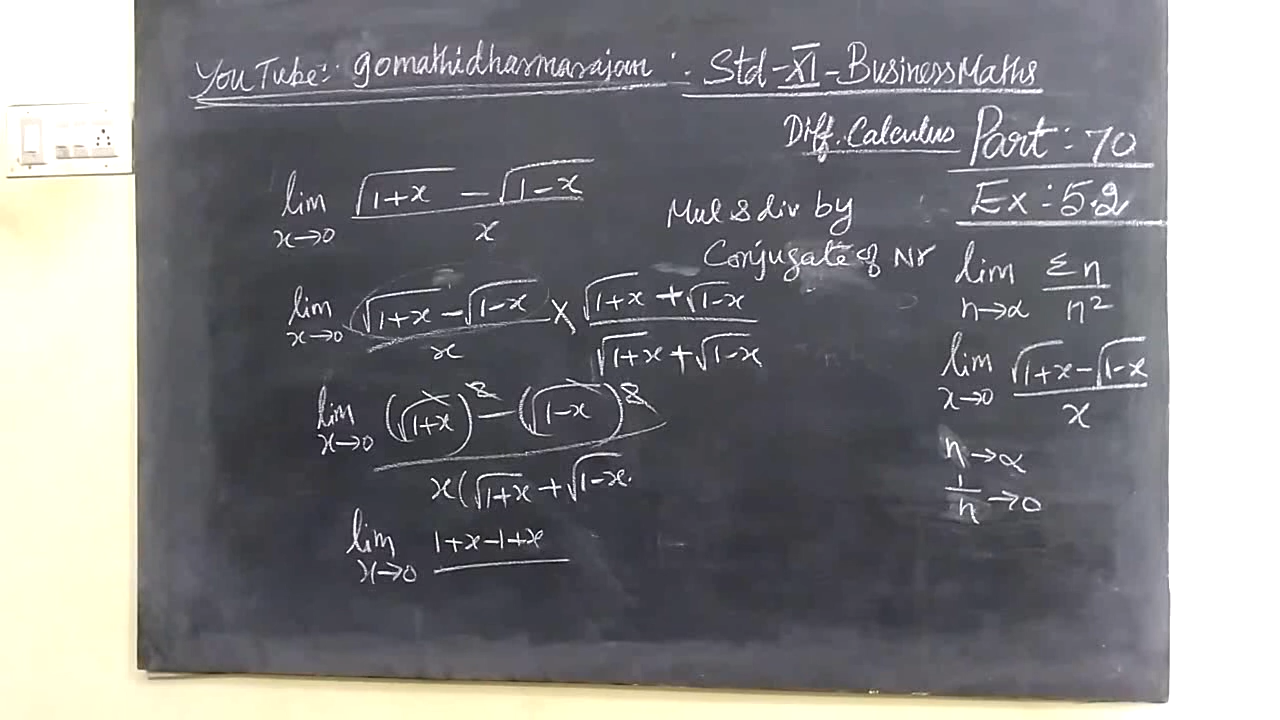 YouTube: gomathidharmarajan : Std-XI-BusinessMaths
Diff. Calculus Part: 70
Ex: 5.2
lim x→0 √1+x − √1−x / x
Mul & div by
Conjugate of Nr
lim x→0 √1+x − √1−x / x × √1+x + √1−x / √1+x + √1−x
lim x→0 (√1+x)² − (√1−x)² / x(√1+x + √1−x
lim x→0 1+x−1+x
lim n→α Σn / n²
lim x→0 √1+x − √1−x / x
n→α
1/n →0